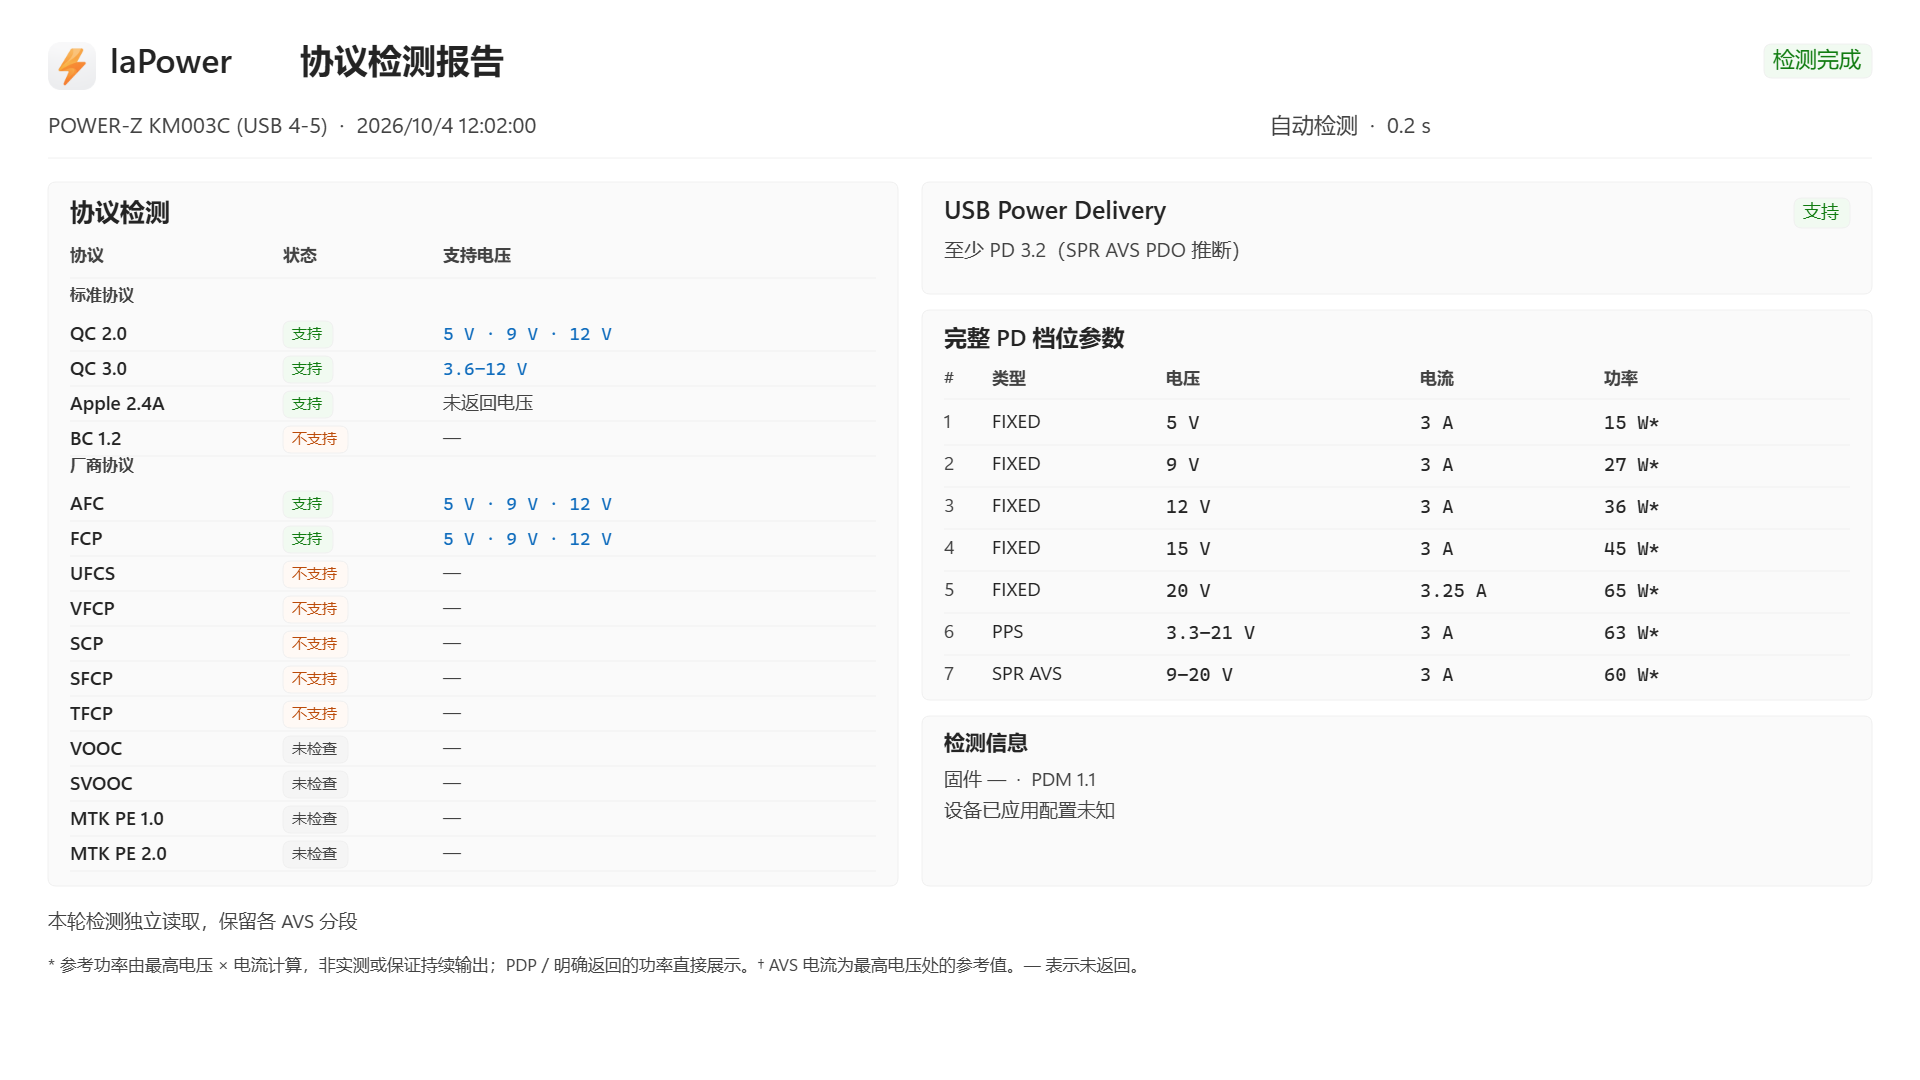 laPower 协议检测报告 检测完成
POWER-Z KM003C (USB 4-5) · 2026/10/4 12:02:00 自动检测 · 0.2 s
协议检测
协议 状态 支持电压
标准协议
QC 2.0 支持 5 V · 9 V · 12 V
QC 3.0 支持 3.6–12 V
Apple 2.4A 支持 未返回电压
BC 1.2 不支持 —
厂商协议
AFC 支持 5 V · 9 V · 12 V
FCP 支持 5 V · 9 V · 12 V
UFCS 不支持 —
VFCP 不支持 —
SCP 不支持 —
SFCP 不支持 —
TFCP 不支持 —
VOOC 未检查 —
SVOOC 未检查 —
MTK PE 1.0 未检查 —
MTK PE 2.0 未检查 —
USB Power Delivery 支持
至少 PD 3.2（SPR AVS PDO 推断）
完整 PD 档位参数
# 类型 电压 电流 功率
1 FIXED 5 V 3 A 15 W*
2 FIXED 9 V 3 A 27 W*
3 FIXED 12 V 3 A 36 W*
4 FIXED 15 V 3 A 45 W*
5 FIXED 20 V 3.25 A 65 W*
6 PPS 3.3–21 V 3 A 63 W*
7 SPR AVS 9–20 V 3 A 60 W*
检测信息
固件 — · PDM 1.1
设备已应用配置未知
本轮检测独立读取，保留各 AVS 分段
* 参考功率由最高电压 × 电流计算，非实测或保证持续输出；PDP / 明确返回的功率直接展示。† AVS 电流为最高电压处的参考值。— 表示未返回。